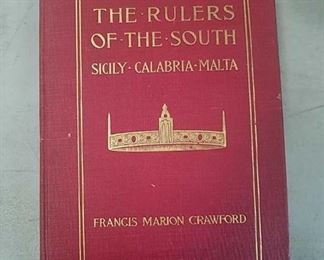 THE·RULERS
OF·THE·SOUTH
SICILY·CALABRIA·MALTA
FRANCIS MARION CRAWFORD